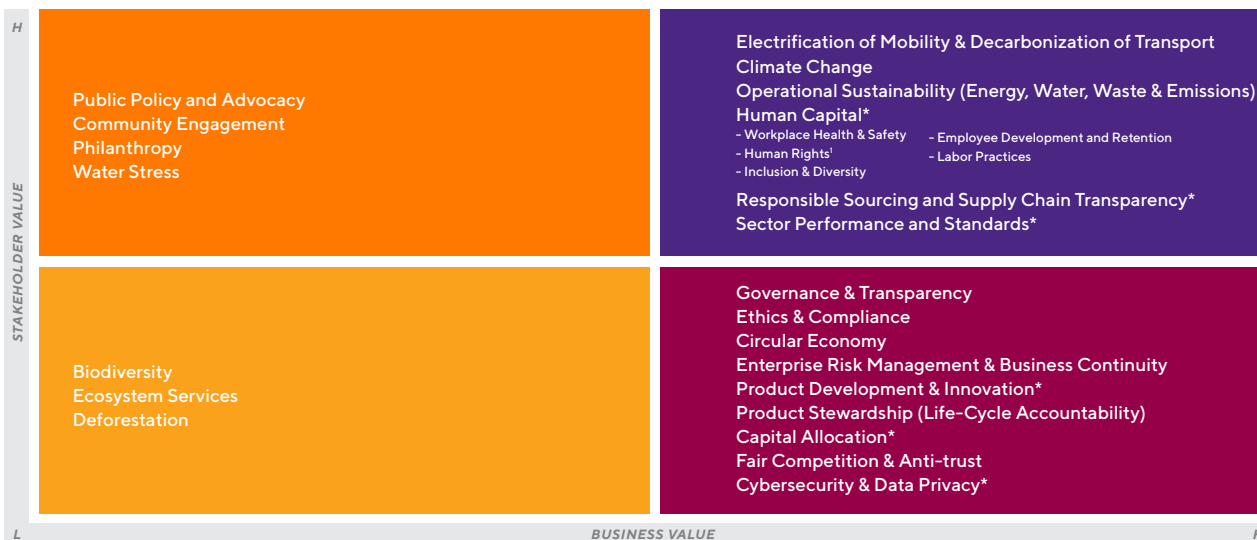 H
STAKEHOLDER VALUE
Public Policy and Advocacy
Community Engagement
Philanthropy
Water Stress
Electrification of Mobility & Decarbonization of Transport
Climate Change
Operational Sustainability (Energy, Water, Waste & Emissions)
Human Capital*
- Workplace Health & Safety
- Human Rights¹
- Inclusion & Diversity
- Employee Development and Retention
- Labor Practices
Responsible Sourcing and Supply Chain Transparency*
Sector Performance and Standards*
Biodiversity
Ecosystem Services
Deforestation
Governance & Transparency
Ethics & Compliance
Circular Economy
Enterprise Risk Management & Business Continuity
Product Development & Innovation*
Product Stewardship (Life-Cycle Accountability)
Capital Allocation*
Fair Competition & Anti-trust
Cybersecurity & Data Privacy*
L
BUSINESS VALUE